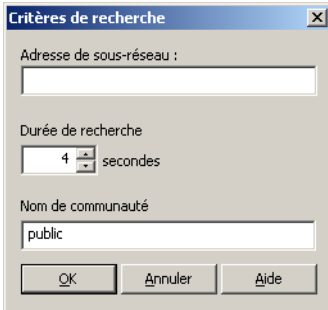 Critères de recherche
Adresse de sous-réseau :
Durée de recherche
4 secondes
Nom de communauté
public
OK Annuler Aide